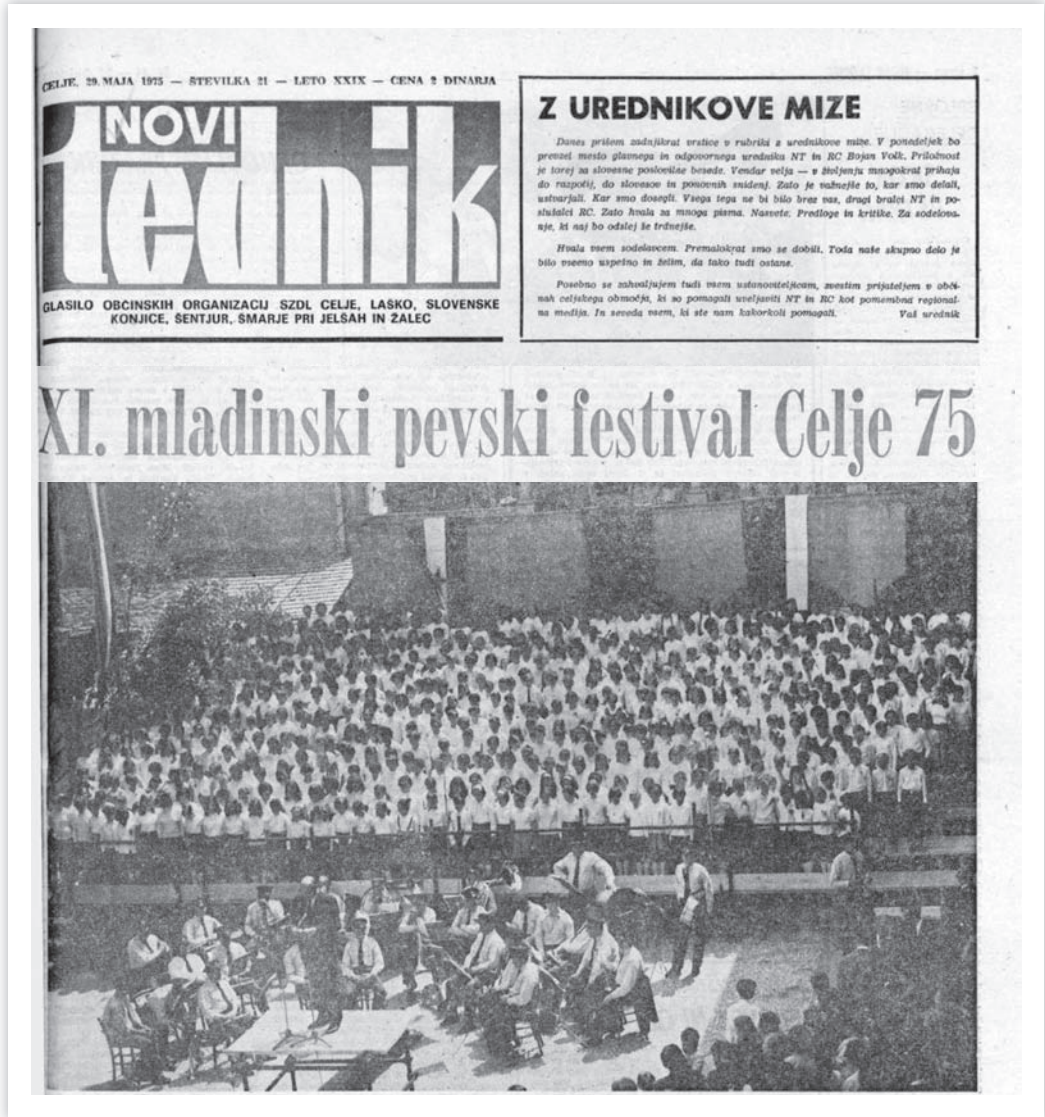 CELJE, 29. MAJA 1975 — ŠTEVILKA 21 — LETO XXIX — CENA 2 DINARJA
NOVI
tednik
GLASILO OBČINSKIH ORGANIZACIJ SZDL CELJE, LAŠKO, SLOVENSKE
KONJICE, ŠENTJUR, ŠMARJE PRI JELŠAH IN ŽALEC
Z UREDNIKOVE MIZE
Danes pišem zadnjikrat vrstice v rubriki z urednikove mize. V ponedeljek bo
prevzel mesto glavnega in odgovornega urednika NT in RC Bojan Volk. Priložnost
je torej za slovesne poslovilne besede. Vendar velja — v življenju mnogokrat prihaja
do razpotij, do slovesov in ponovnih snidenj. Zato je važnejše to, kar smo delali,
ustvarjali. Kar smo dosegli. Vsega tega ne bi bilo brez vas, dragi bralci NT in po-
slušalci RC. Zato hvala za mnoga pisma. Nasvete. Predloge in kritike. Za sodelova-
nje, ki naj bo odslej še trdnejše.
Hvala vsem sodelavcem. Premalokrat smo se dobili. Toda naše skupno delo je
bilo vseeno uspešno in želim, da tako tudi ostane.
Posebno se zahvaljujem tudi vsem ustanoviteljicam, zvestim prijateljem v obči-
nah celjskega območja, ki so pomagali uveljaviti NT in RC kot pomembna regional-
na medija. In seveda vsem, ki ste nam kakorkoli pomagali. Vaš urednik
XI. mladinski pevski festival Celje 75